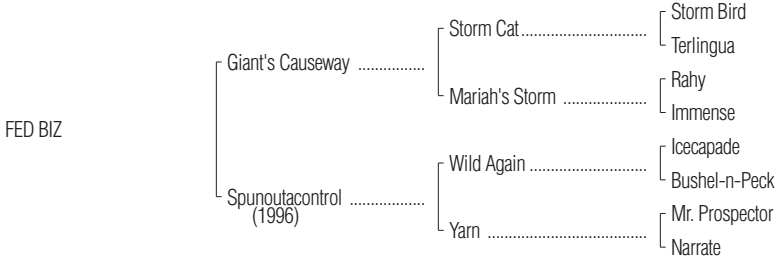 Storm Bird
Storm Cat..............................
Terlingua
Giant's Causeway ................
Rahy
Mariah's Storm ....................
Immense
FED BIZ
Icecapade
Wild Again ............................
Bushel-n-Peck
Spunoutacontrol ..................
(1996)
Mr. Prospector
Yarn ......................................
Narrate